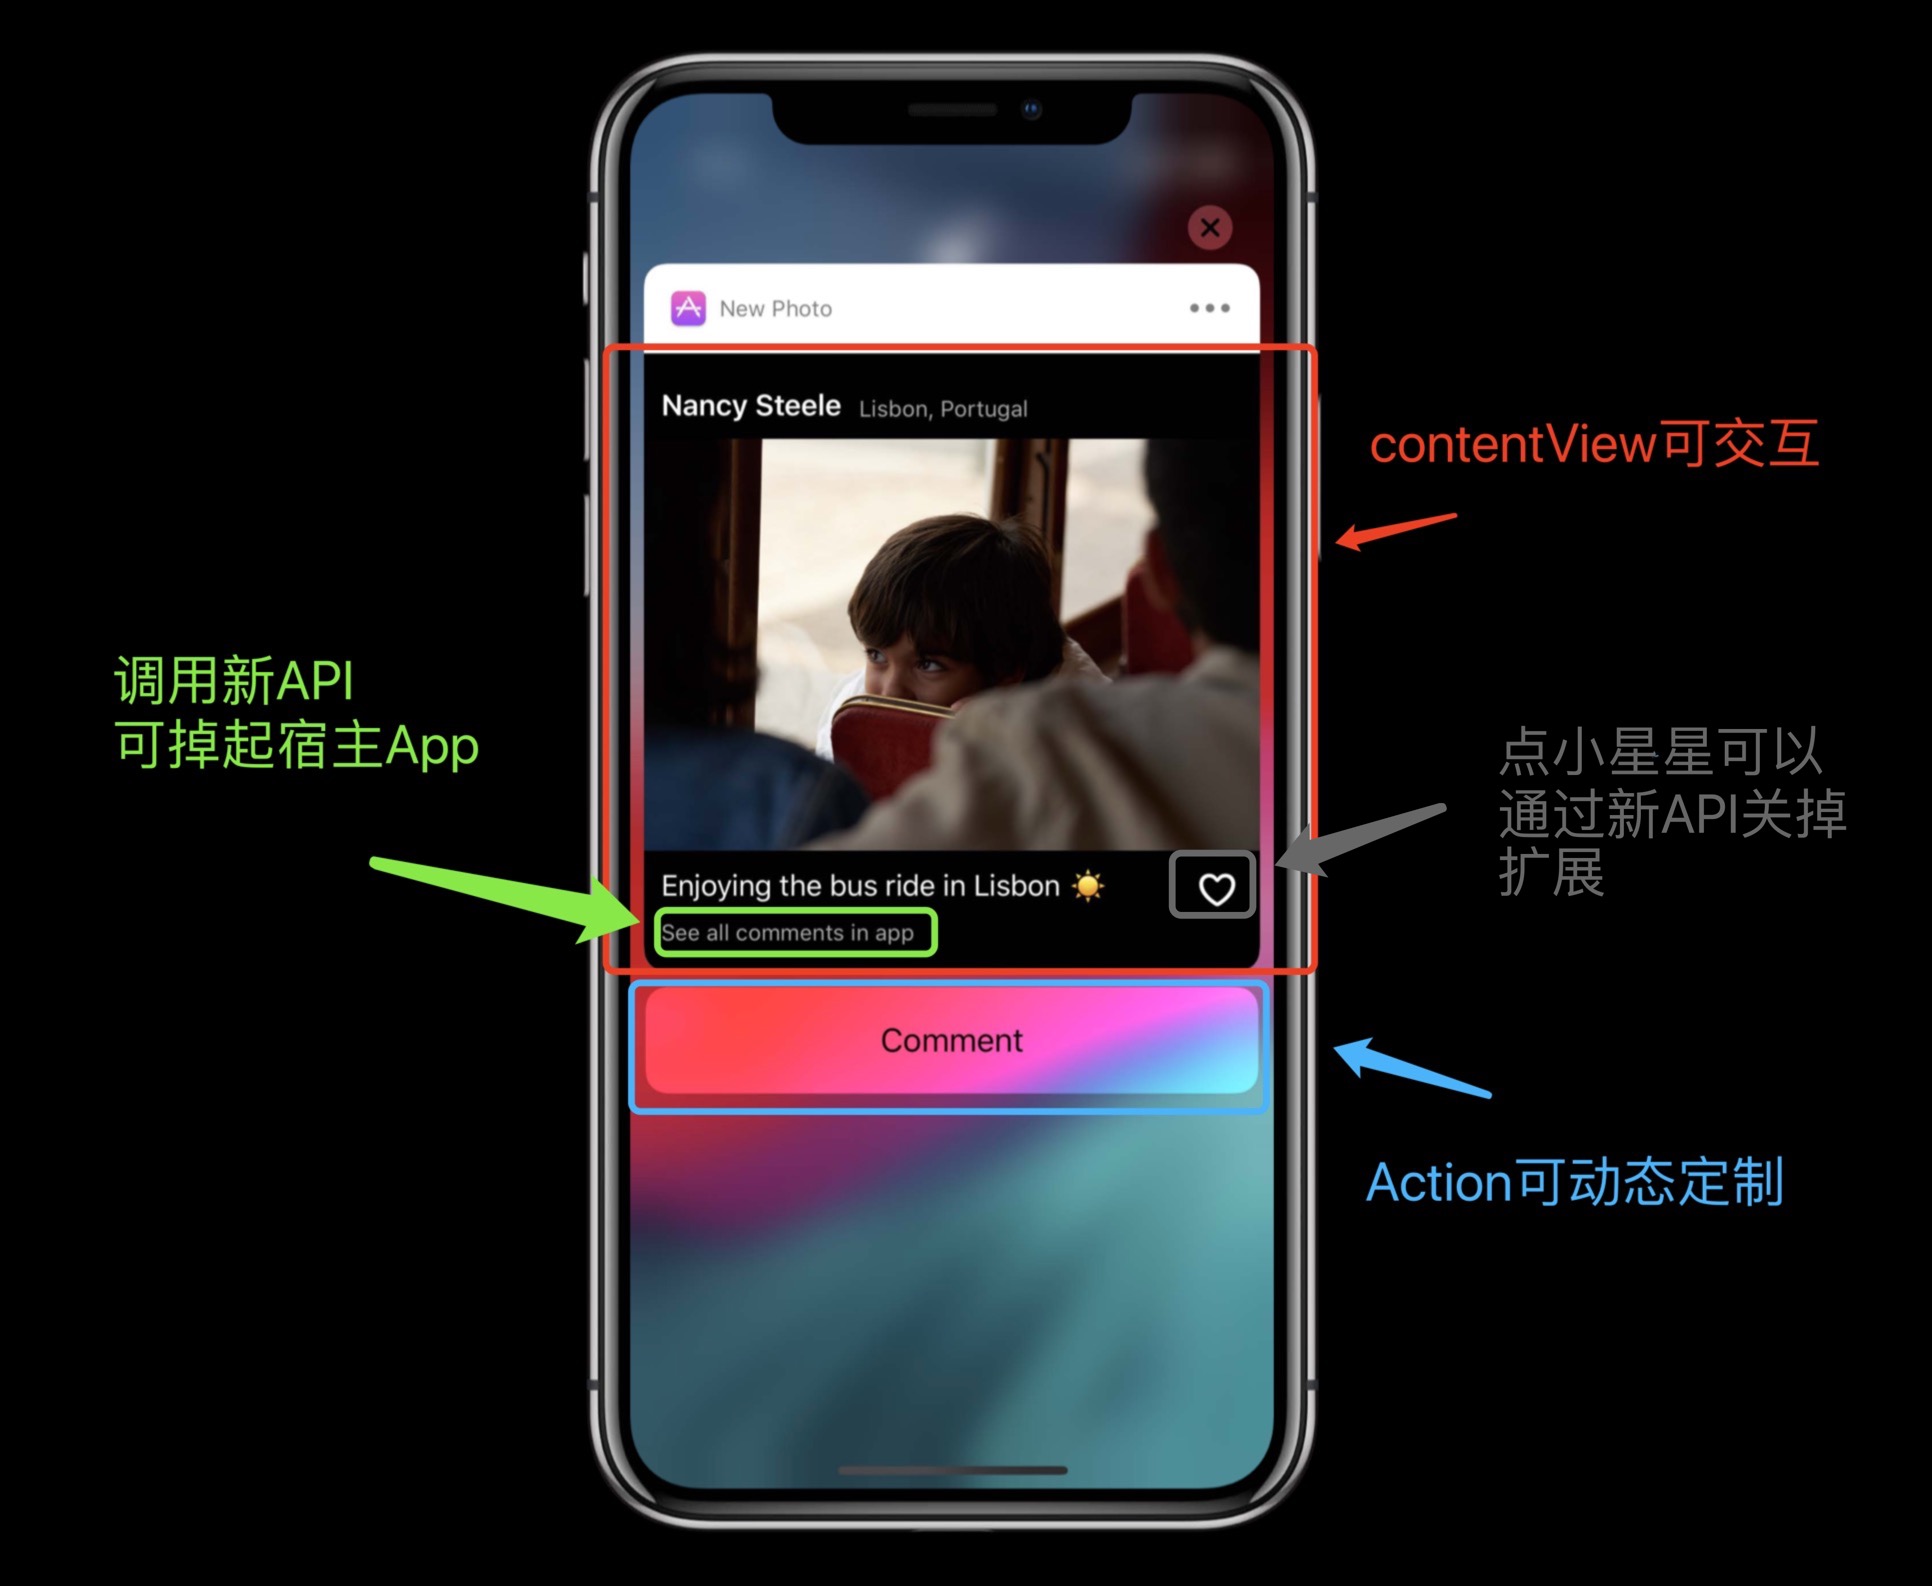 New Photo
Nancy Steele Lisbon, Portugal
contentView可交互
调用新API
可掉起宿主App
点小星星可以
通过新API关掉
扩展
Enjoying the bus ride in Lisbon ☀️
See all comments in app
Comment
Action可动态定制